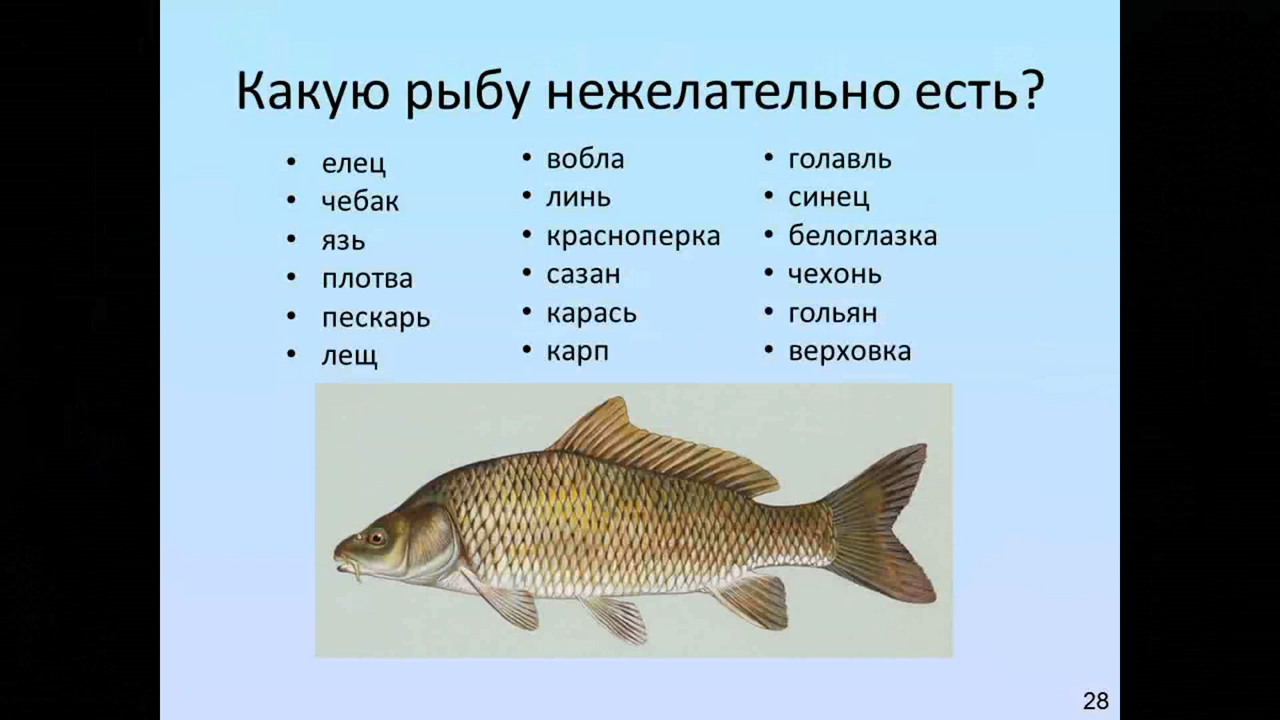 Какую рыбу нежелательно есть?
• елец
• чебак
• язь
• плотва
• пескарь
• лещ
• вобла
• линь
• красноперка
• сазан
• карась
• карп
• голавль
• синец
• белоглазка
• чехонь
• гольян
• верховка
28